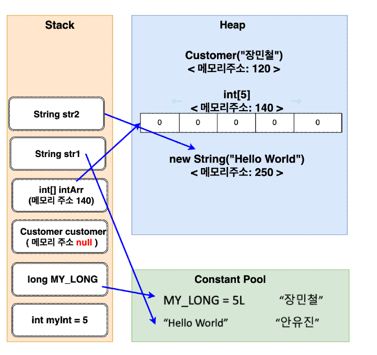 Stack
String str2
String str1
int[] intArr
(메모리 주소 140)
Customer customer
( 메모리 주소 null )
long MY_LONG
int myInt = 5
Heap
Customer("장민철")
< 메모리주소: 120 >
int[5]
< 메모리주소: 140 >
0 0 0 0 0
new String("Hello World")
< 메모리주소: 250 >
Constant Pool
MY_LONG = 5L "장민철"
"Hello World" "안유진"